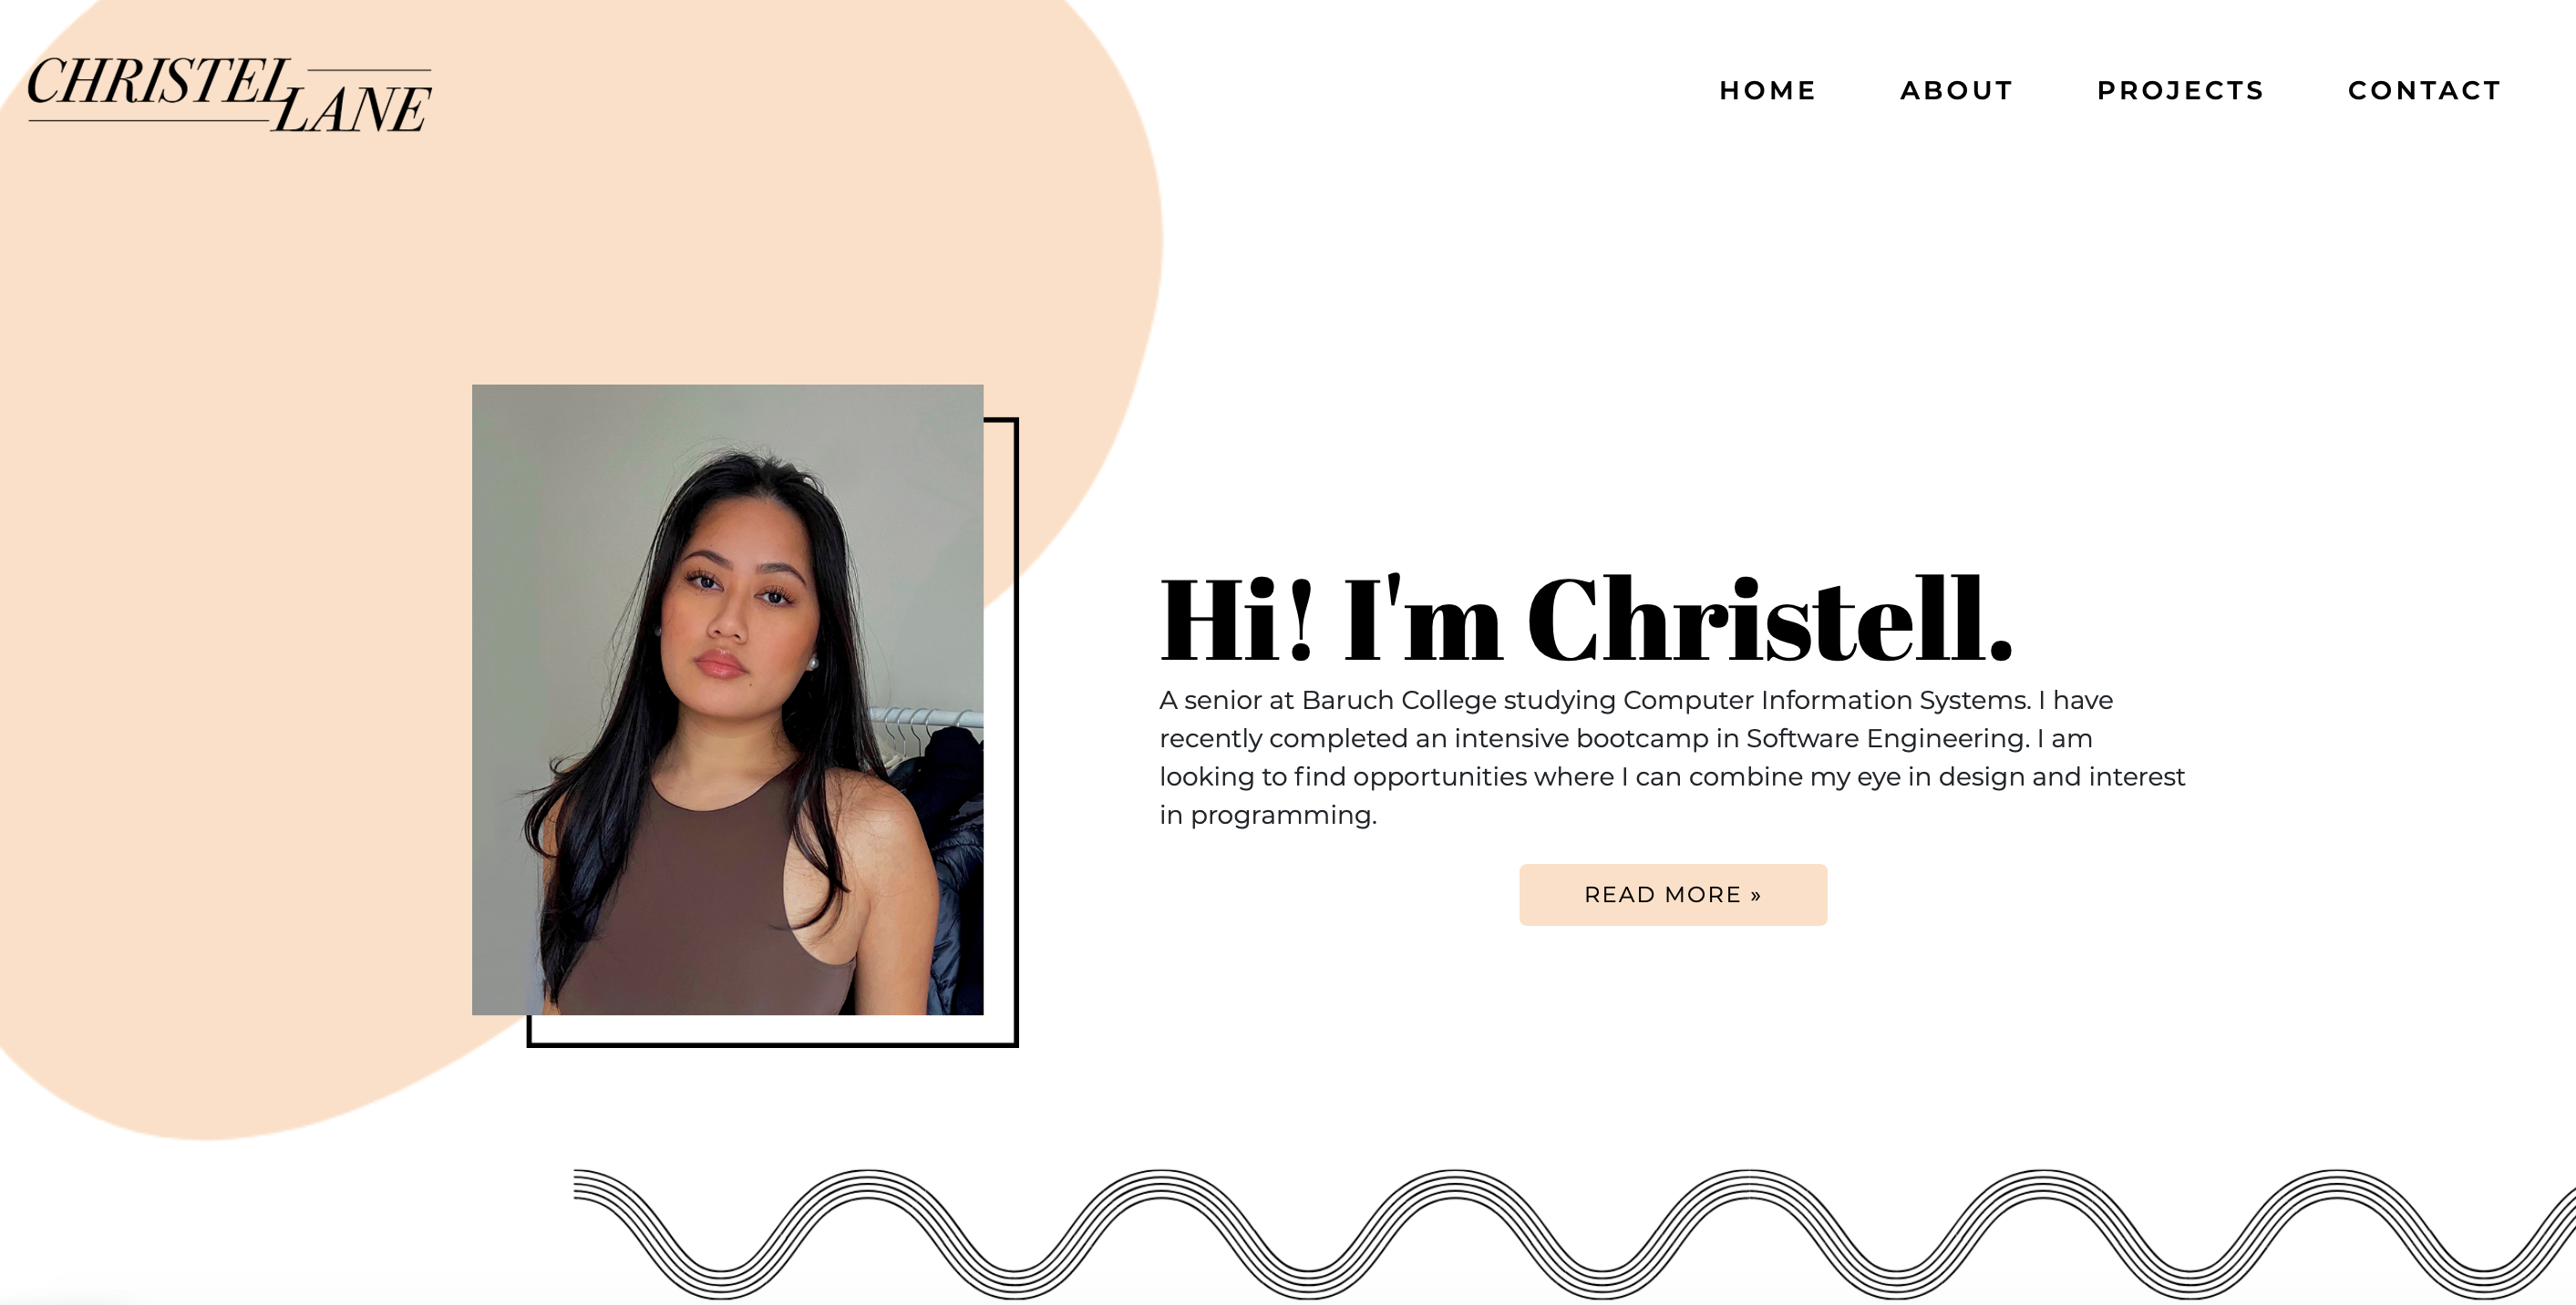 CHRISTEL
LANE
HOME ABOUT PROJECTS CONTACT
Hi! I'm Christell.
A senior at Baruch College studying Computer Information Systems. I have
recently completed an intensive bootcamp in Software Engineering. I am
looking to find opportunities where I can combine my eye in design and interest
in programming.
READ MORE »